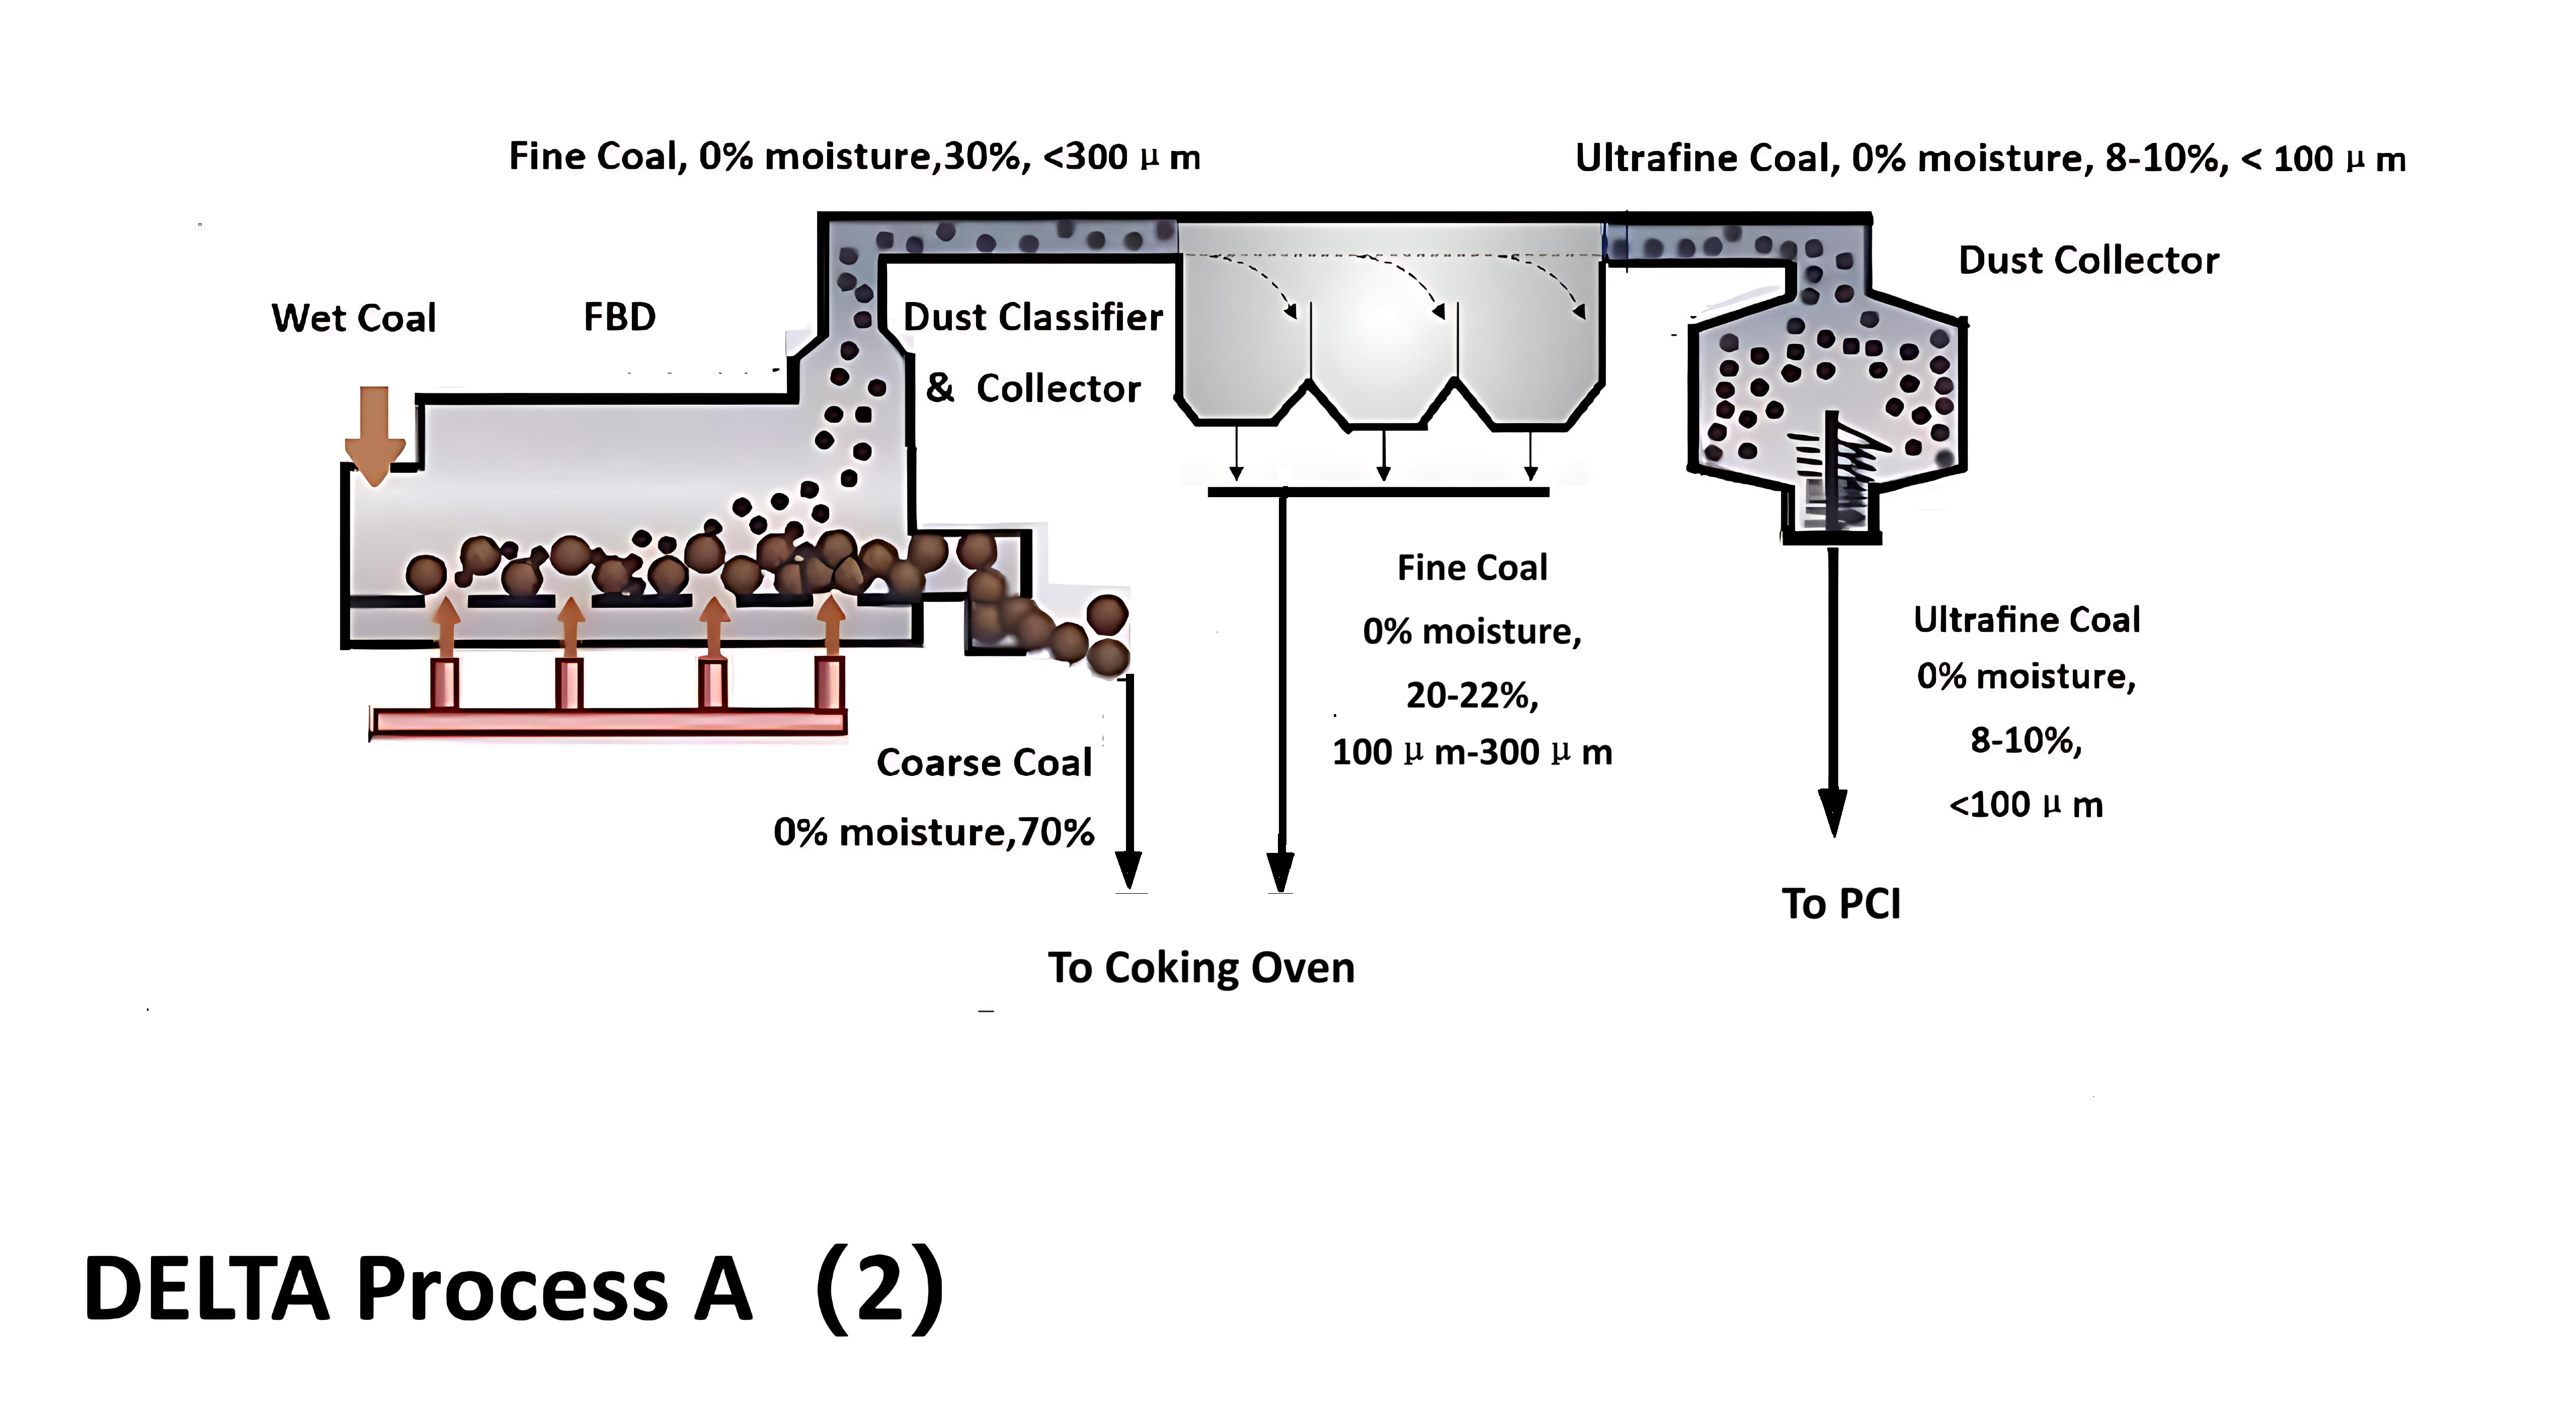 Fine Coal, 0% moisture,30%, <300 μ m
Ultrafine Coal, 0% moisture, 8-10%, < 100 μ m
Wet Coal
FBD
Dust Classifier
& Collector
Dust Collector
Coarse Coal
0% moisture,70%
Fine Coal
0% moisture,
20-22%,
100 μ m-300 μ m
Ultrafine Coal
0% moisture,
8-10%,
<100 μ m
To Coking Oven
To PCI
DELTA Process A (2)